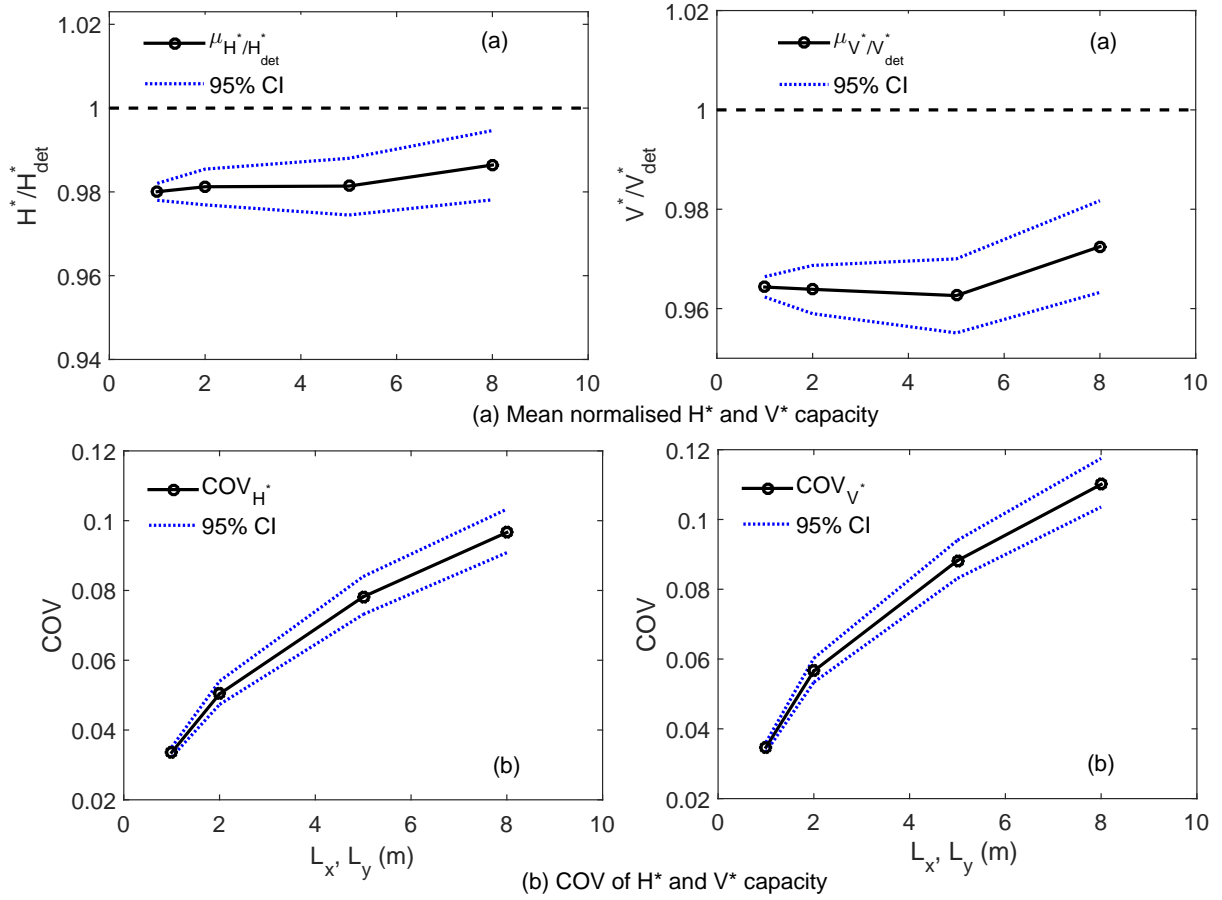 1.02
1
0.98
0.96
0.94
H*/H*det
μH*/H*det
95% CI
(a)
0 2 4 6 8 10
1.02
1
0.98
0.96
V*/V*det
μV*/V*det
95% CI
(a)
0 2 4 6 8 10
(a) Mean normalised H* and V* capacity
0.12
0.1
0.08
0.06
0.04
0.02
COV
COVH*
95% CI
(b)
0 2 4 6 8 10
Lx, Ly (m)
0.12
0.1
0.08
0.06
0.04
0.02
COV
COVV*
95% CI
(b)
0 2 4 6 8 10
Lx, Ly (m)
(b) COV of H* and V* capacity